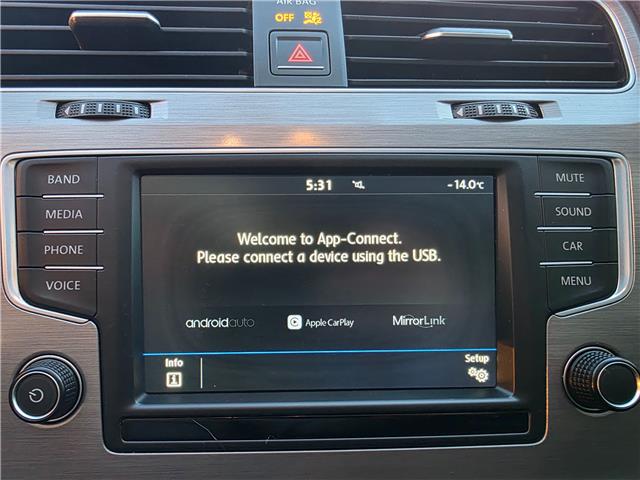 AIR BAG
OFF
BAND
MEDIA
PHONE
VOICE
5:31
-14.0°C
Welcome to App-Connect.
Please connect a device using the USB.
androidauto
Apple CarPlay
MirrorLink
Info
i
Setup
MUTE
SOUND
CAR
MENU